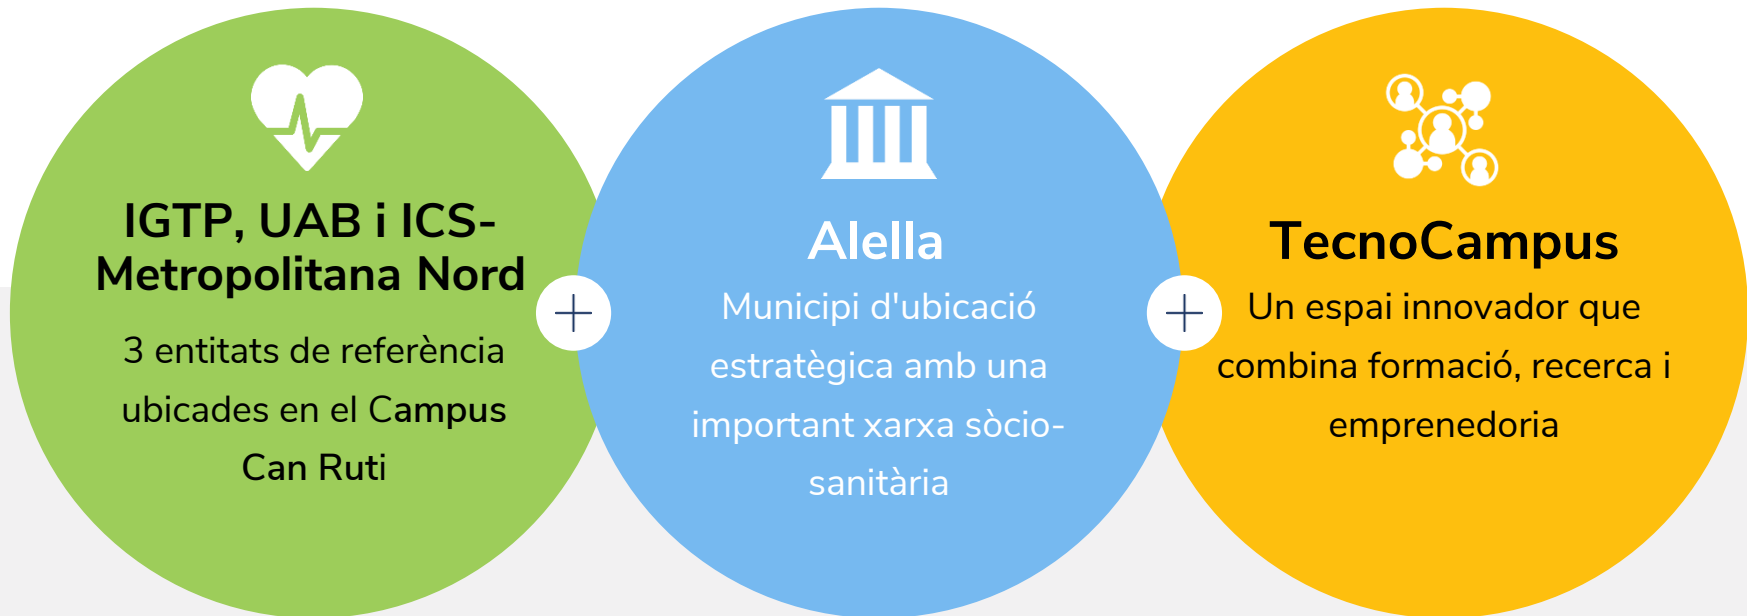 IGTP, UAB i ICS-
Metropolitana Nord
3 entitats de referència
ubicades en el Campus
Can Ruti
Alella
Municipi d'ubicació
estratègica amb una
important xarxa sòcio-
sanitària
TecnoCampus
Un espai innovador que
combina formació, recerca i
emprenedoria